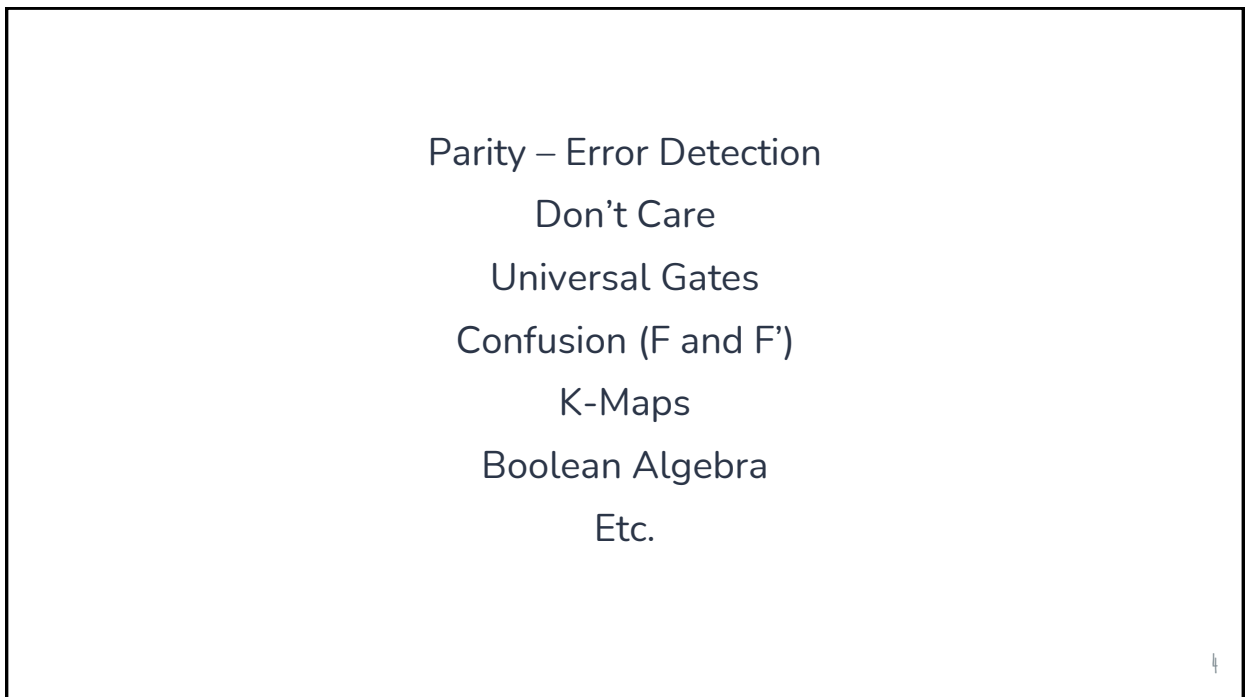 Parity – Error Detection
Don’t Care
Universal Gates
Confusion (F and F’)
K-Maps
Boolean Algebra
Etc.
4